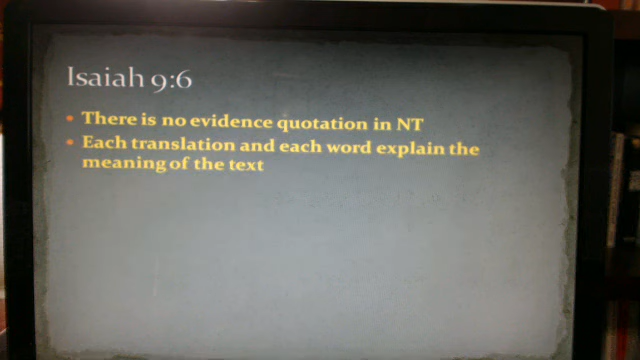 Isaiah 9:6
• There is no evidence quotation in NT
• Each translation and each word explain the
meaning of the text